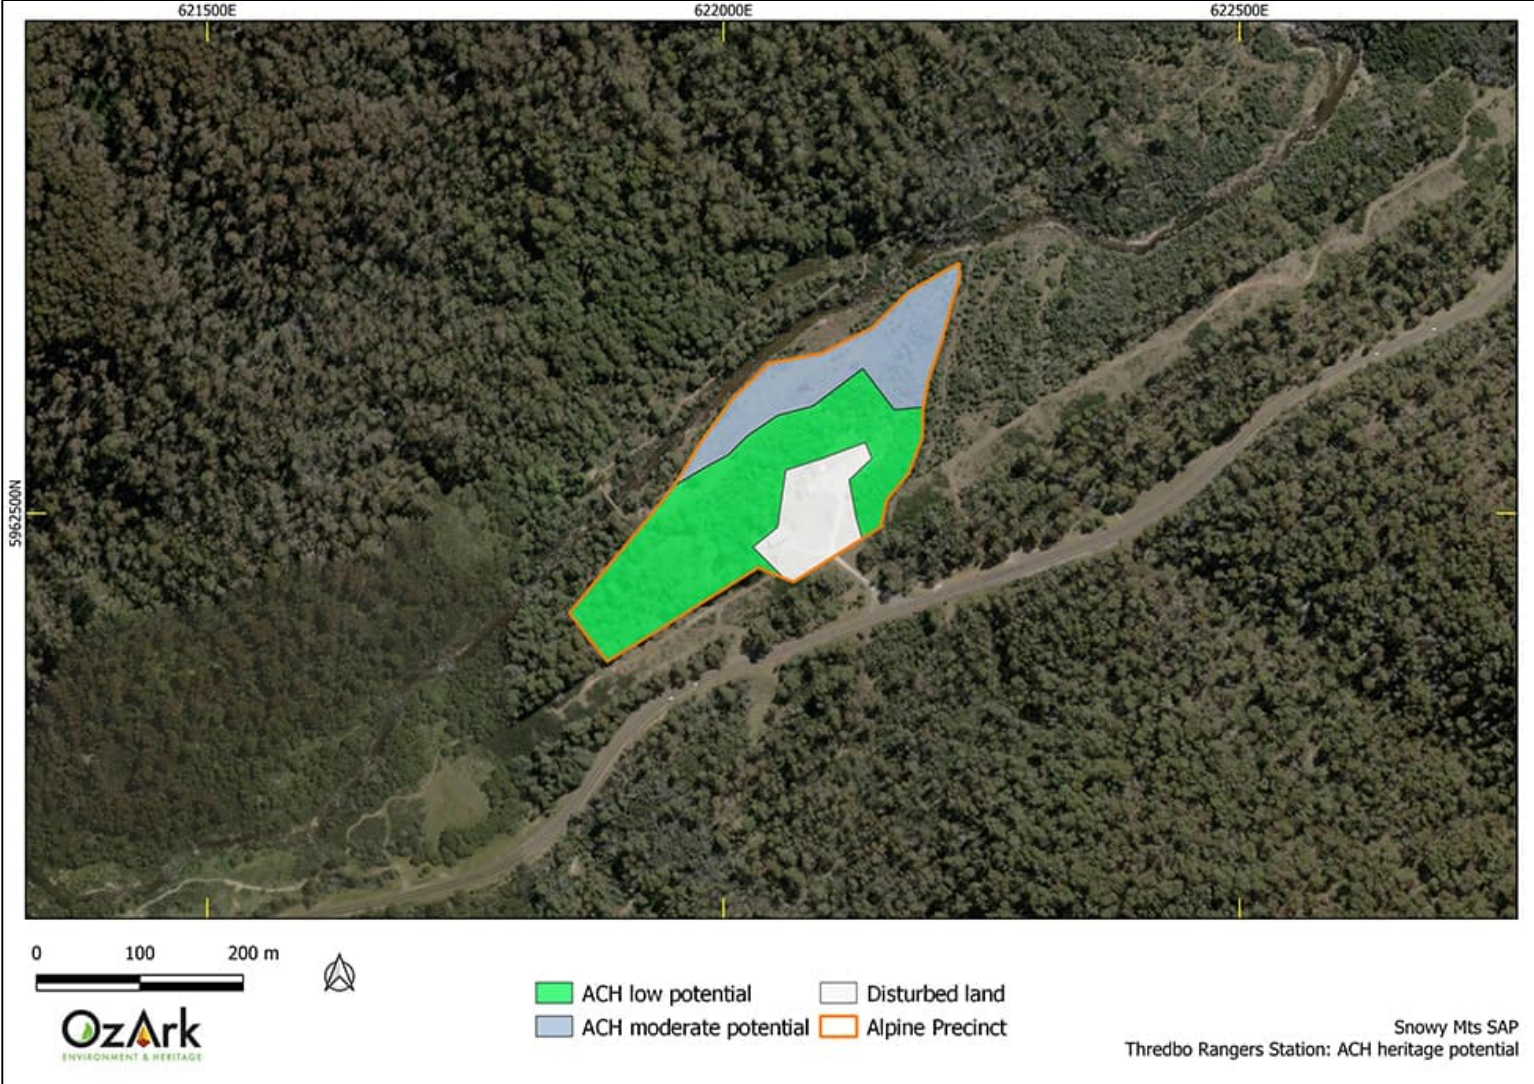 621500E
622000E
622500E
5962500N
0 100 200 m
OzArk
ENVIRONMENT & HERITAGE
ACH low potential
Disturbed land
ACH moderate potential
Alpine Precinct
Snowy Mts SAP
Thredbo Rangers Station: ACH heritage potential